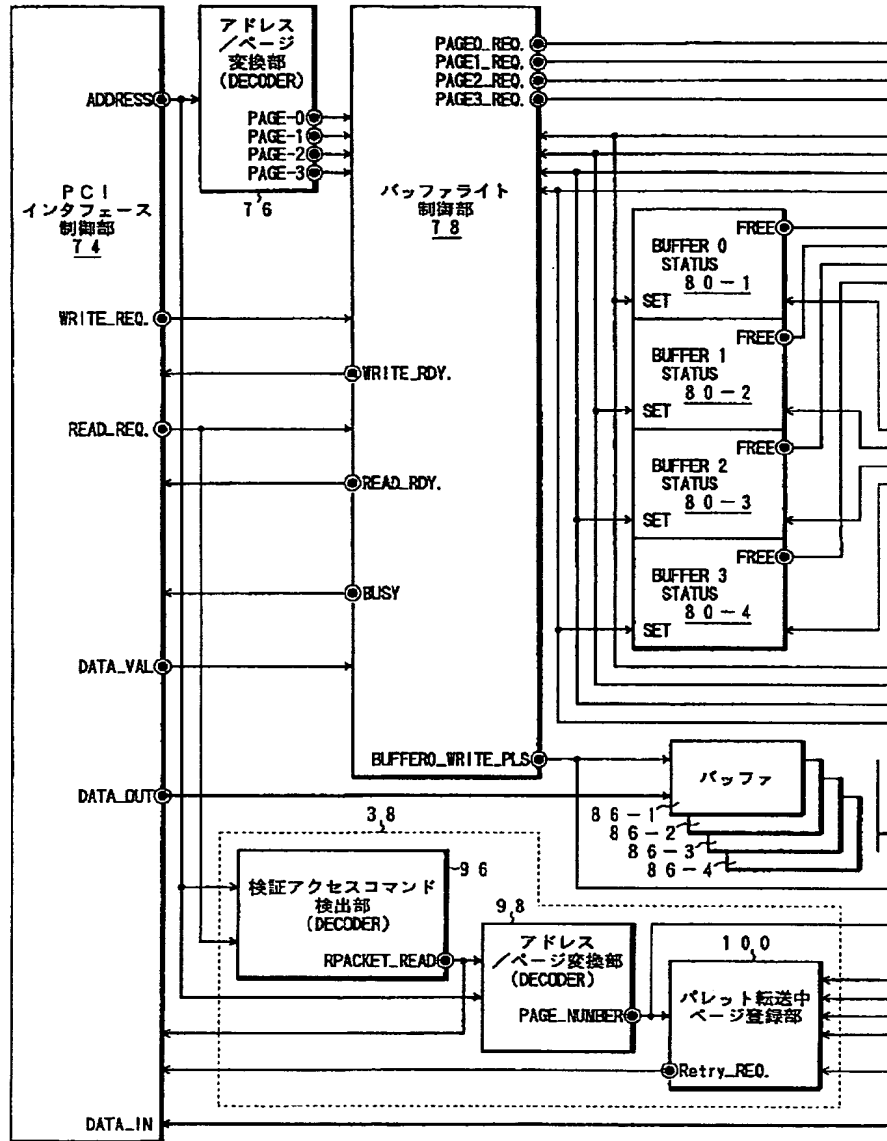 PCI
インタフェース
制御部
74
ADDRESS
WRITE_REQ.
READ_REQ.
DATA_VAL
DATA_OUT
DATA_IN
アドレス
/ページ
変換部
(DECODER)
PAGE-0
PAGE-1
PAGE-2
PAGE-3
76
バッファライト
制御部
78
PAGE0_REQ.
PAGE1_REQ.
PAGE2_REQ.
PAGE3_REQ.
WRITE_RDY.
READ_RDY.
BUSY
BUFFER0_WRITE_PLS
FREE
BUFFER 0
STATUS
80-1
SET
FREE
BUFFER 1
STATUS
80-2
SET
FREE
BUFFER 2
STATUS
80-3
SET
FREE
BUFFER 3
STATUS
80-4
SET
バッファ
86-1
86-2
86-3
86-4
38
検証アクセスコマンド
検出部
(DECODER)
RPACKET_READ
96
98
アドレス
/ページ変換部
(DECODER)
PAGE_NUMBER
100
パレット転送中
ページ登録部
Retry_REQ.